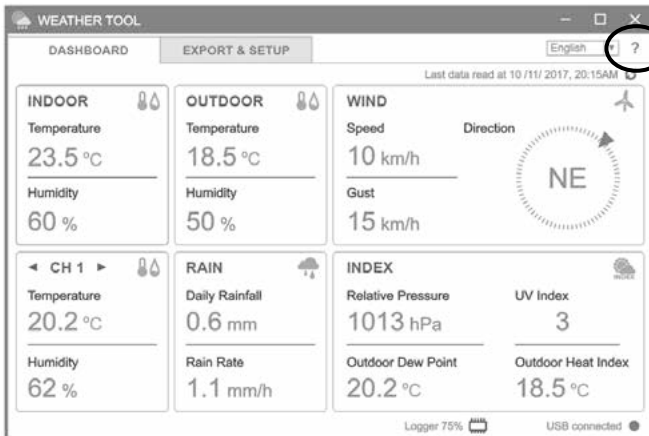 WEATHER TOOL
DASHBOARD EXPORT & SETUP English ?
Last data read at 10 /11/ 2017, 20:15AM
INDOOR OUTDOOR WIND
Temperature Temperature Speed Direction
23.5 °C 18.5 °C 10 km/h
NE
Humidity Humidity Gust
60 % 50 % 15 km/h
◄ CH 1 ► RAIN INDEX INDEX
Temperature Daily Rainfall Relative Pressure UV Index
20.2 °C 0.6 mm 1013 hPa 3
Humidity Rain Rate Outdoor Dew Point Outdoor Heat Index
62 % 1.1 mm/h 20.2 °C 18.5 °C
Logger 75% USB connected